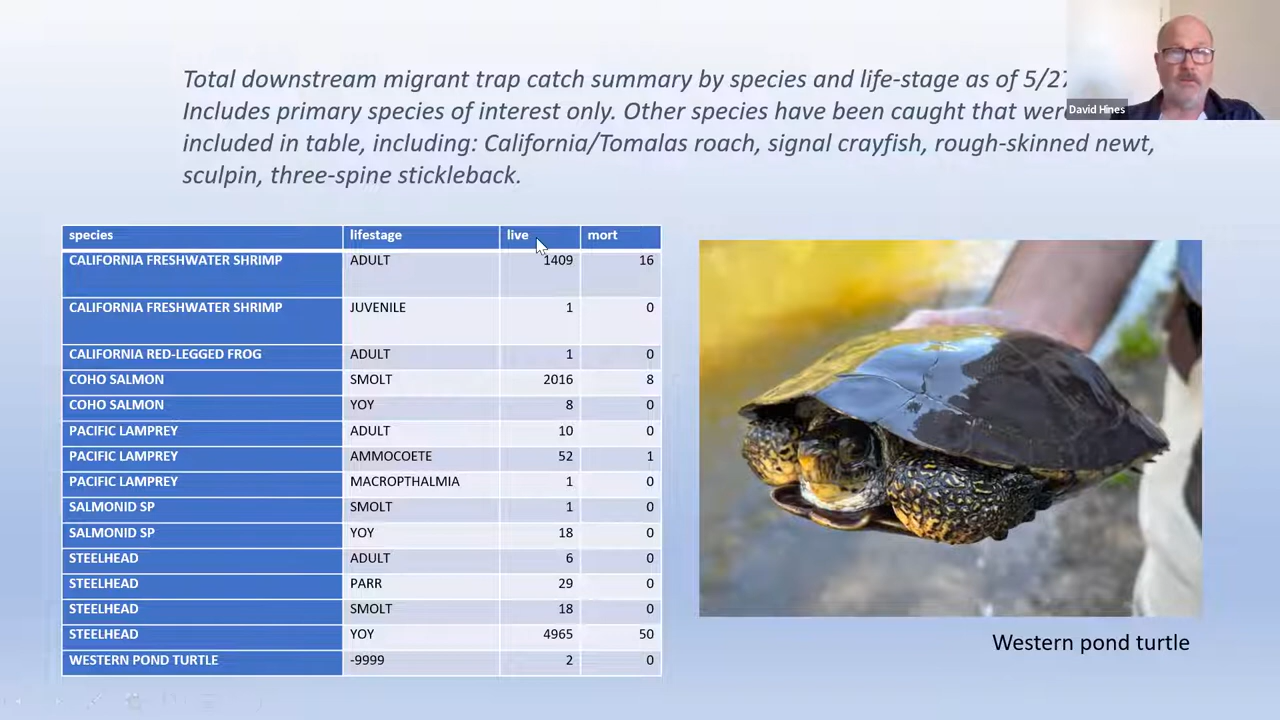 Total downstream migrant trap catch summary by species and life-stage as of
Includes primary species of interest only. Other species have been caught that were
included in table, including: California/Tomalas roach, signal crayfish, rough-skinned newt,
sculpin, three-spine stickleback.
David Hines
species lifestage live mort
CALIFORNIA FRESHWATER SHRIMP ADULT 1409 16
CALIFORNIA FRESHWATER SHRIMP JUVENILE 1 0
CALIFORNIA RED-LEGGED FROG ADULT 1 0
COHO SALMON SMOLT 2016 8
COHO SALMON YOY 8 0
PACIFIC LAMPREY ADULT 10 0
PACIFIC LAMPREY AMMOCOETE 52 1
PACIFIC LAMPREY MACROPTHALMIA 1 0
SALMONID SP SMOLT 1 0
SALMONID SP YOY 18 0
STEELHEAD ADULT 6 0
STEELHEAD PARR 29 0
STEELHEAD SMOLT 18 0
STEELHEAD YOY 4965 50
WESTERN POND TURTLE -9999 2 0
Western pond turtle